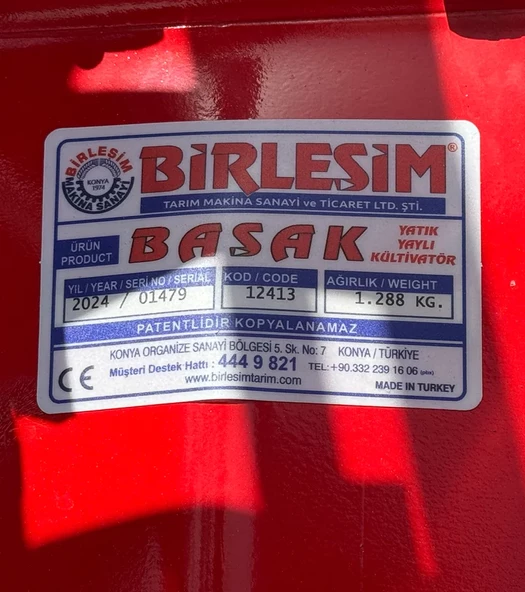 BİRLEŞİM
KONYA
1974
MAKİNA SANAYİ
BİRLEŞİM®
TARIM MAKİNA SANAYİ ve TİCARET LTD. ŞTİ.
ÜRÜN
PRODUCT
BAŞAK
YATIK
YAYLI
KÜLTİVATÖR
YIL / YEAR / SERİ NO / SERIAL
2024 / 01479
KOD / CODE
12413
AĞIRLIK / WEIGHT
1.288 KG.
PATENTLİDİR KOPYALANAMAZ
KONYA ORGANİZE SANAYİ BÖLGESİ 5. Sk. No: 7 KONYA / TÜRKİYE
Müşteri Destek Hattı : 444 9 821 TEL:+90.332 239 16 06 (pbx)
www.birlesimtarim.com
CE
MADE IN TURKEY